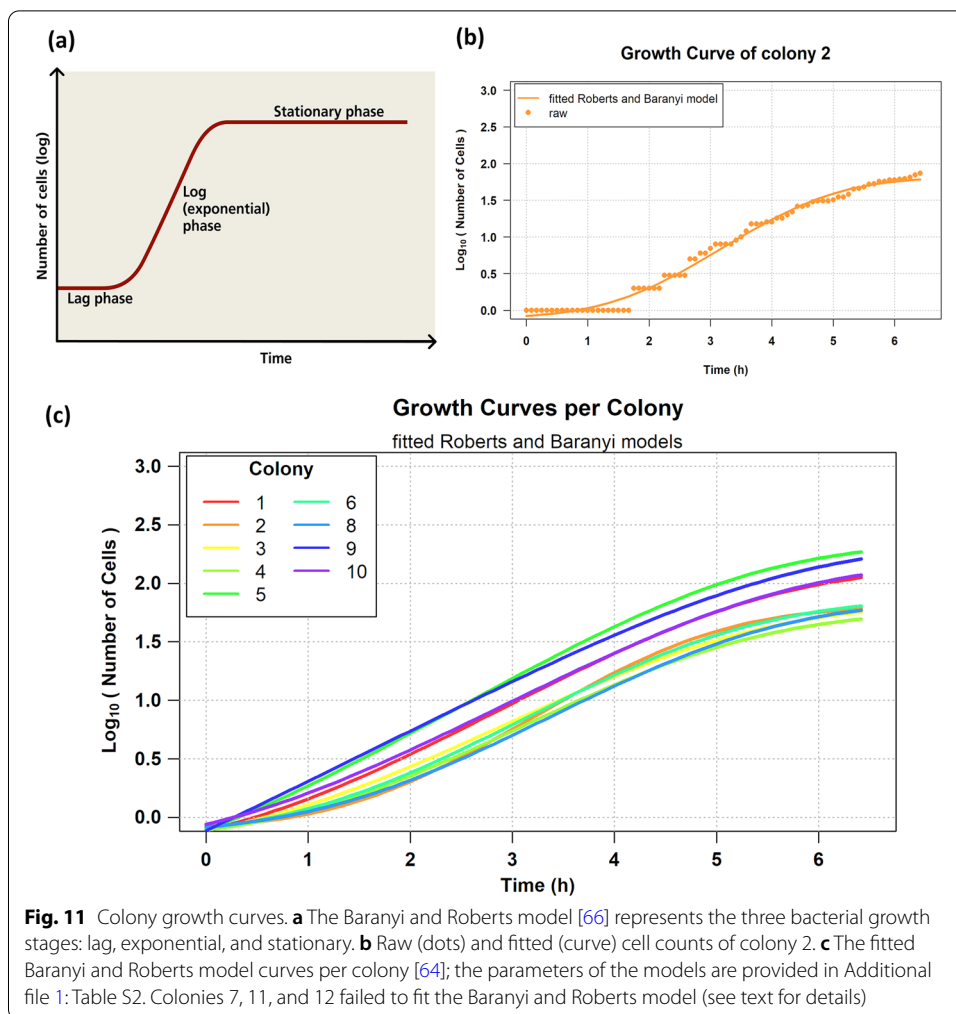 (a)
Number of cells (log)
Stationary phase
Log
(exponential)
phase
Lag phase
Time
(b)
Growth Curve of colony 2
fitted Roberts and Baranyi model
raw
Log₁₀ ( Number of Cells )
3.0
2.5
2.0
1.5
1.0
0.5
0.0
0 1 2 3 4 5 6
Time (h)
(c)
Growth Curves per Colony
fitted Roberts and Baranyi models
Colony
1 6
2 8
3 9
4 10
5
Log₁₀ ( Number of Cells )
3.0
2.5
2.0
1.5
1.0
0.5
0.0
0 1 2 3 4 5 6
Time (h)
Fig. 11 Colony growth curves. a The Baranyi and Roberts model [66] represents the three bacterial growth
stages: lag, exponential, and stationary. b Raw (dots) and fitted (curve) cell counts of colony 2. c The fitted
Baranyi and Roberts model curves per colony [64]; the parameters of the models are provided in Additional
file 1: Table S2. Colonies 7, 11, and 12 failed to fit the Baranyi and Roberts model (see text for details)